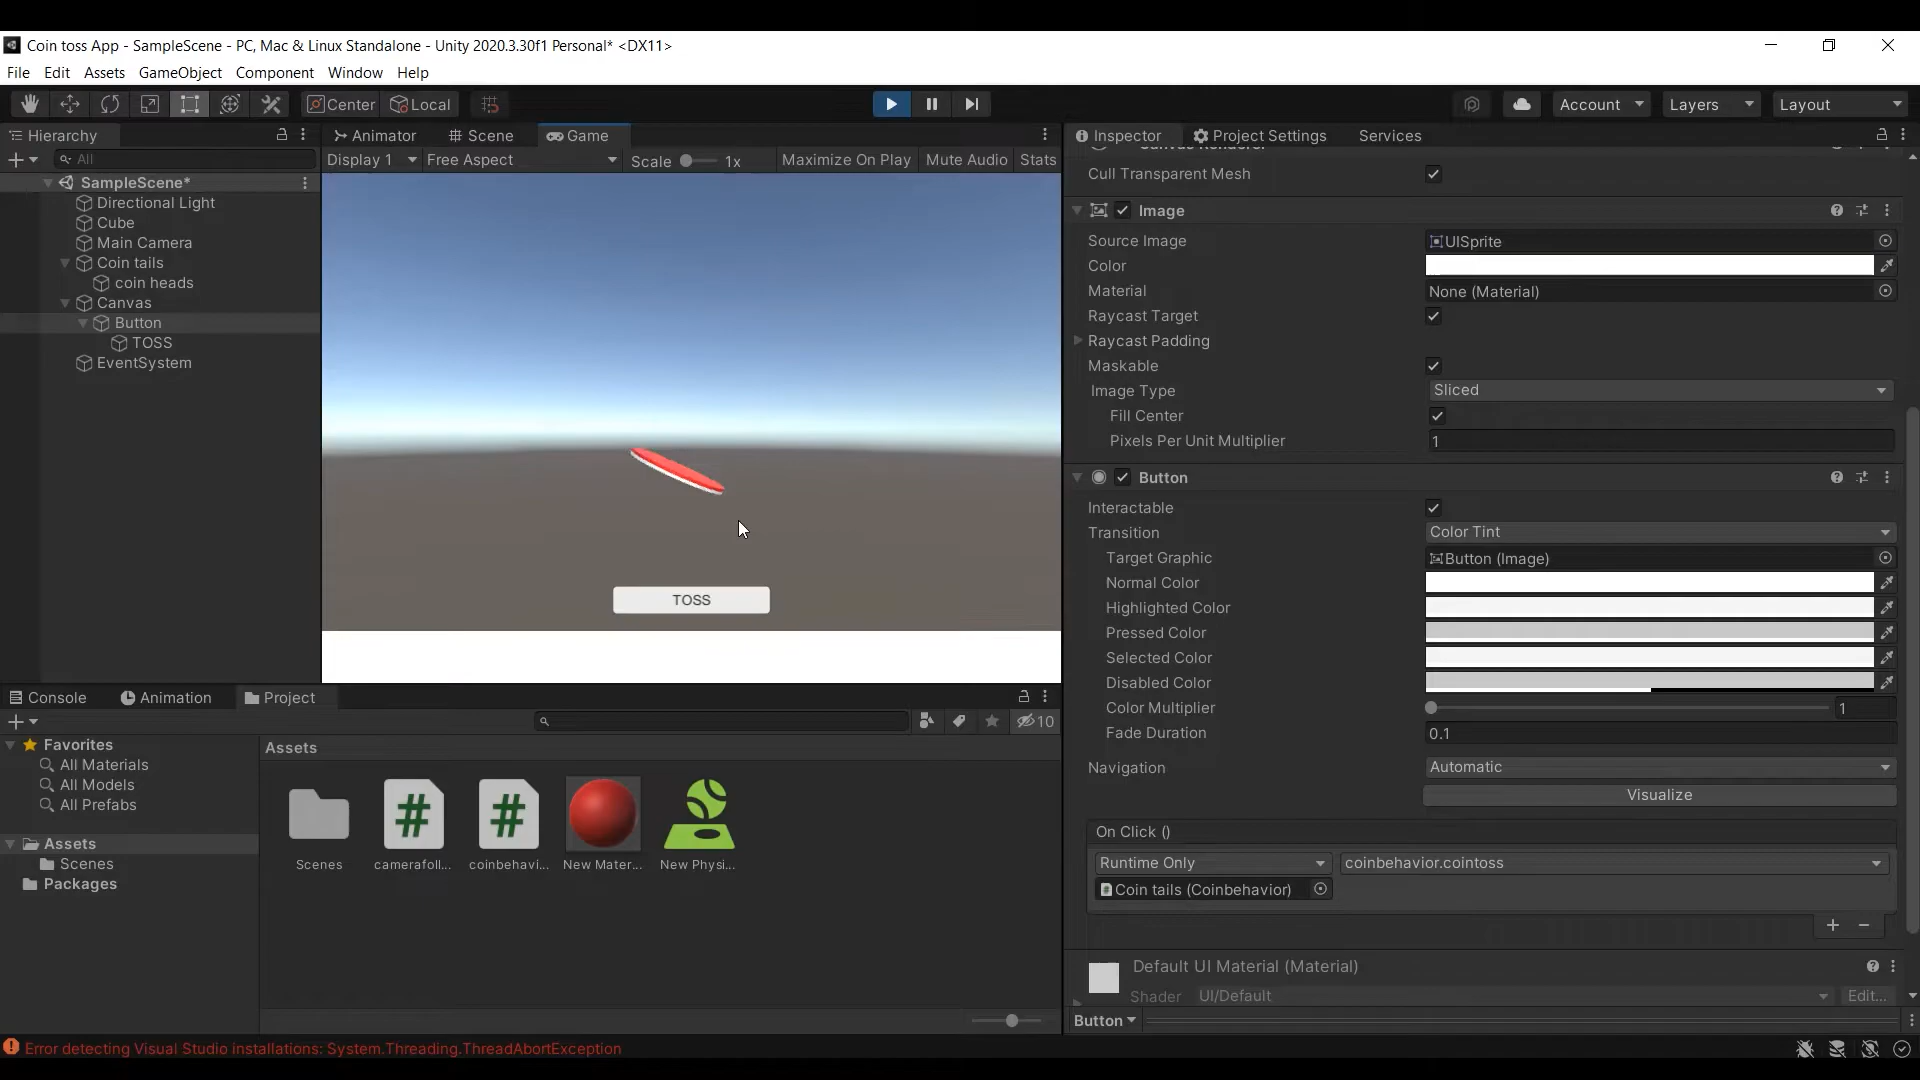 Coin toss App - SampleScene - PC, Mac & Linux Standalone - Unity 2020.3.30f1 Personal* <DX11>
File Edit Assets GameObject Component Window Help
Center Local Account Layers Layout
Hierarchy
All
SampleScene*
Directional Light
Cube
Main Camera
Coin tails
coin heads
Canvas
Button
TOSS
EventSystem
Animator Scene Game
Display 1 Free Aspect Scale 1x Maximize On Play Mute Audio Stats
TOSS
Inspector Project Settings Services
Cull Transparent Mesh
Image
Source Image UISprite
Color
Material None (Material)
Raycast Target
Raycast Padding
Maskable
Image Type Sliced
Fill Center
Pixels Per Unit Multiplier 1
Button
Interactable
Transition Color Tint
Target Graphic Button (Image)
Normal Color
Highlighted Color
Pressed Color
Selected Color
Disabled Color
Color Multiplier 1
Fade Duration 0.1
Navigation Automatic
Visualize
On Click ()
Runtime Only coinbehavior.cointoss
Coin tails (Coinbehavior)
Default UI Material (Material)
Shader UI/Default Edit...
Button
Console Animation Project
10
Favorites
All Materials
All Models
All Prefabs
Assets
Scenes
Packages
Assets
Scenes camerafoll... coinbehavi... New Mater... New Physi...
Error detecting Visual Studio installations: System.Threading.ThreadAbortException